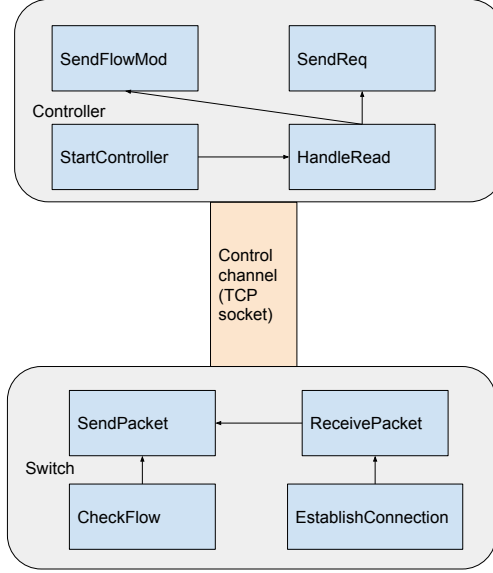 SendFlowMod
SendReq
Controller
StartController
HandleRead
Control
channel
(TCP
socket)
SendPacket
ReceivePacket
Switch
CheckFlow
EstablishConnection